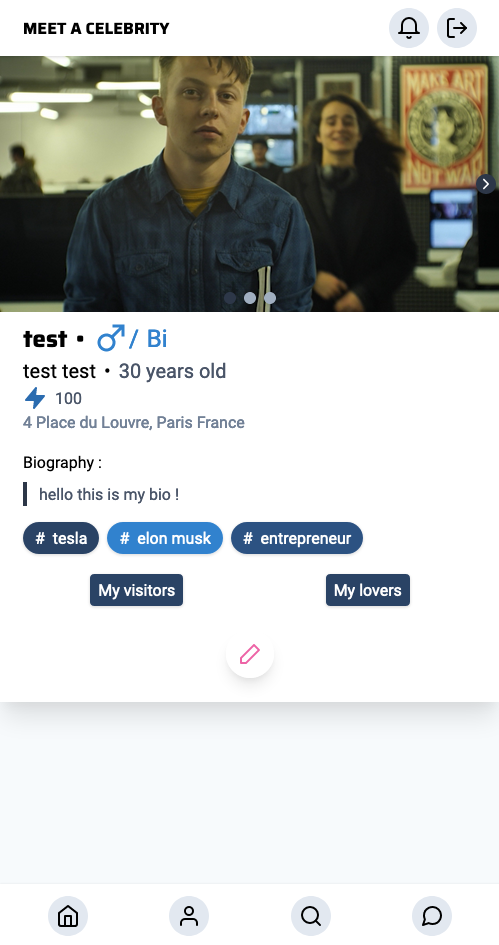 MEET A CELEBRITY
MAKE ART
NOT WAR
test • ♂/ Bi
test test • 30 years old
100
4 Place du Louvre, Paris France
Biography :
hello this is my bio !
# tesla # elon musk # entrepreneur
My visitors My lovers